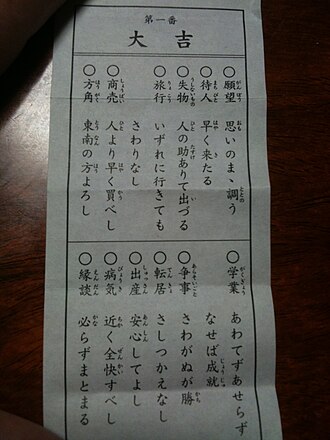 第一番
大吉
○願望 思いのまゝ調う
○待人 早く来たる
○失物 人の助ありて出づる
○旅行 いずれに行きても
さわりなし
○商売 人より早く買べし
○方角 東南の方よろし
○学業 あわてずあせらず
なせば成就
○争事 さわがぬが勝
○転居 さしつかえなし
○出産 安心してよし
○病気 近く全快すべし
○縁談 必らずまとまる